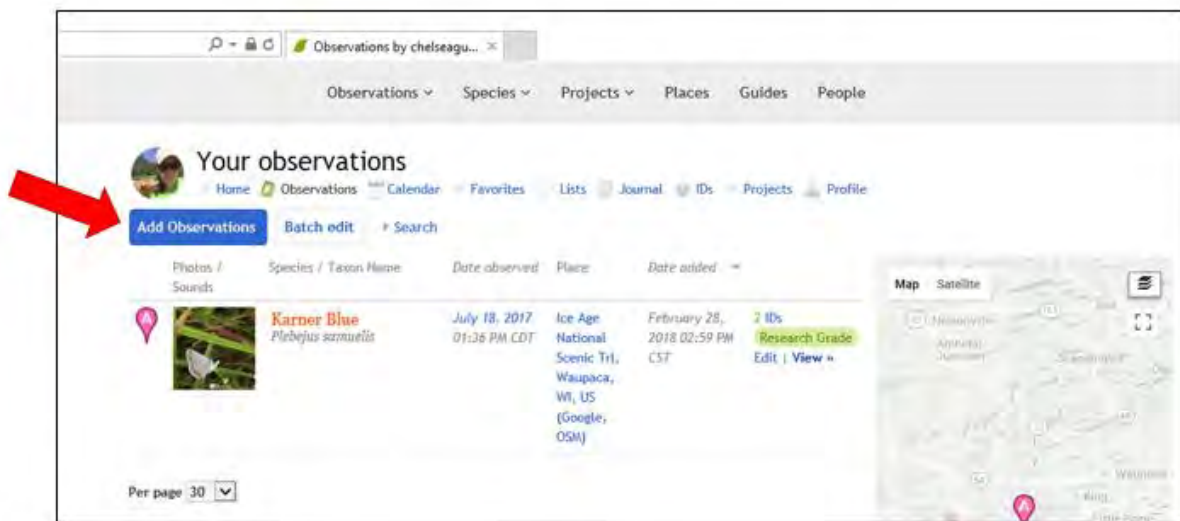 Observations by chelseagu... ×
Observations Species Projects Places Guides People
Your observations
Home Observations Calendar Favorites Lists Journal IDs Projects Profile
Add Observations Batch edit Search
Photos / Sounds
Species / Taxon Name
Date observed
Place
Date added
A
Karner Blue
Plebejus samuelis
July 18, 2017
01:36 PM CDT
Ice Age
National
Scenic Trl,
Waupaca,
WI, US
(Google,
OSM)
February 28,
2018 02:59 PM
CST
2 IDs
Research Grade
Edit | View »
Map Satellite
A
Per page 30